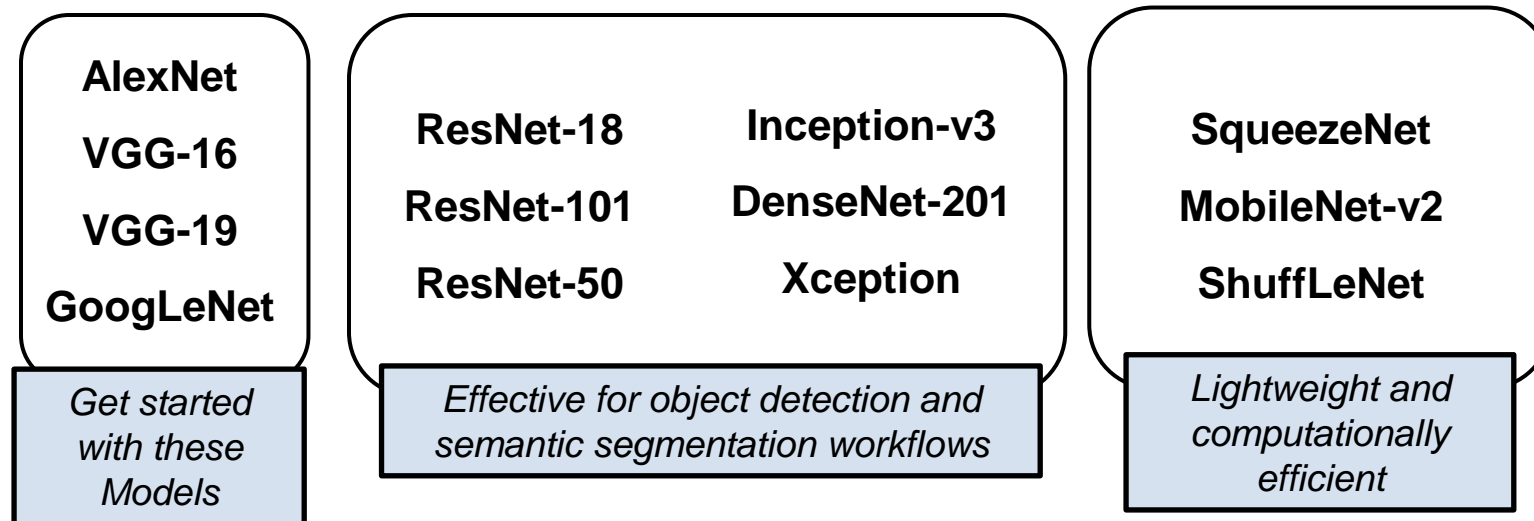 AlexNet
VGG-16
VGG-19
GoogLeNet
Get started
with these
Models
ResNet-18
ResNet-101
ResNet-50
Inception-v3
DenseNet-201
Xception
Effective for object detection and
semantic segmentation workflows
SqueezeNet
MobileNet-v2
ShuffLeNet
Lightweight and
computationally
efficient